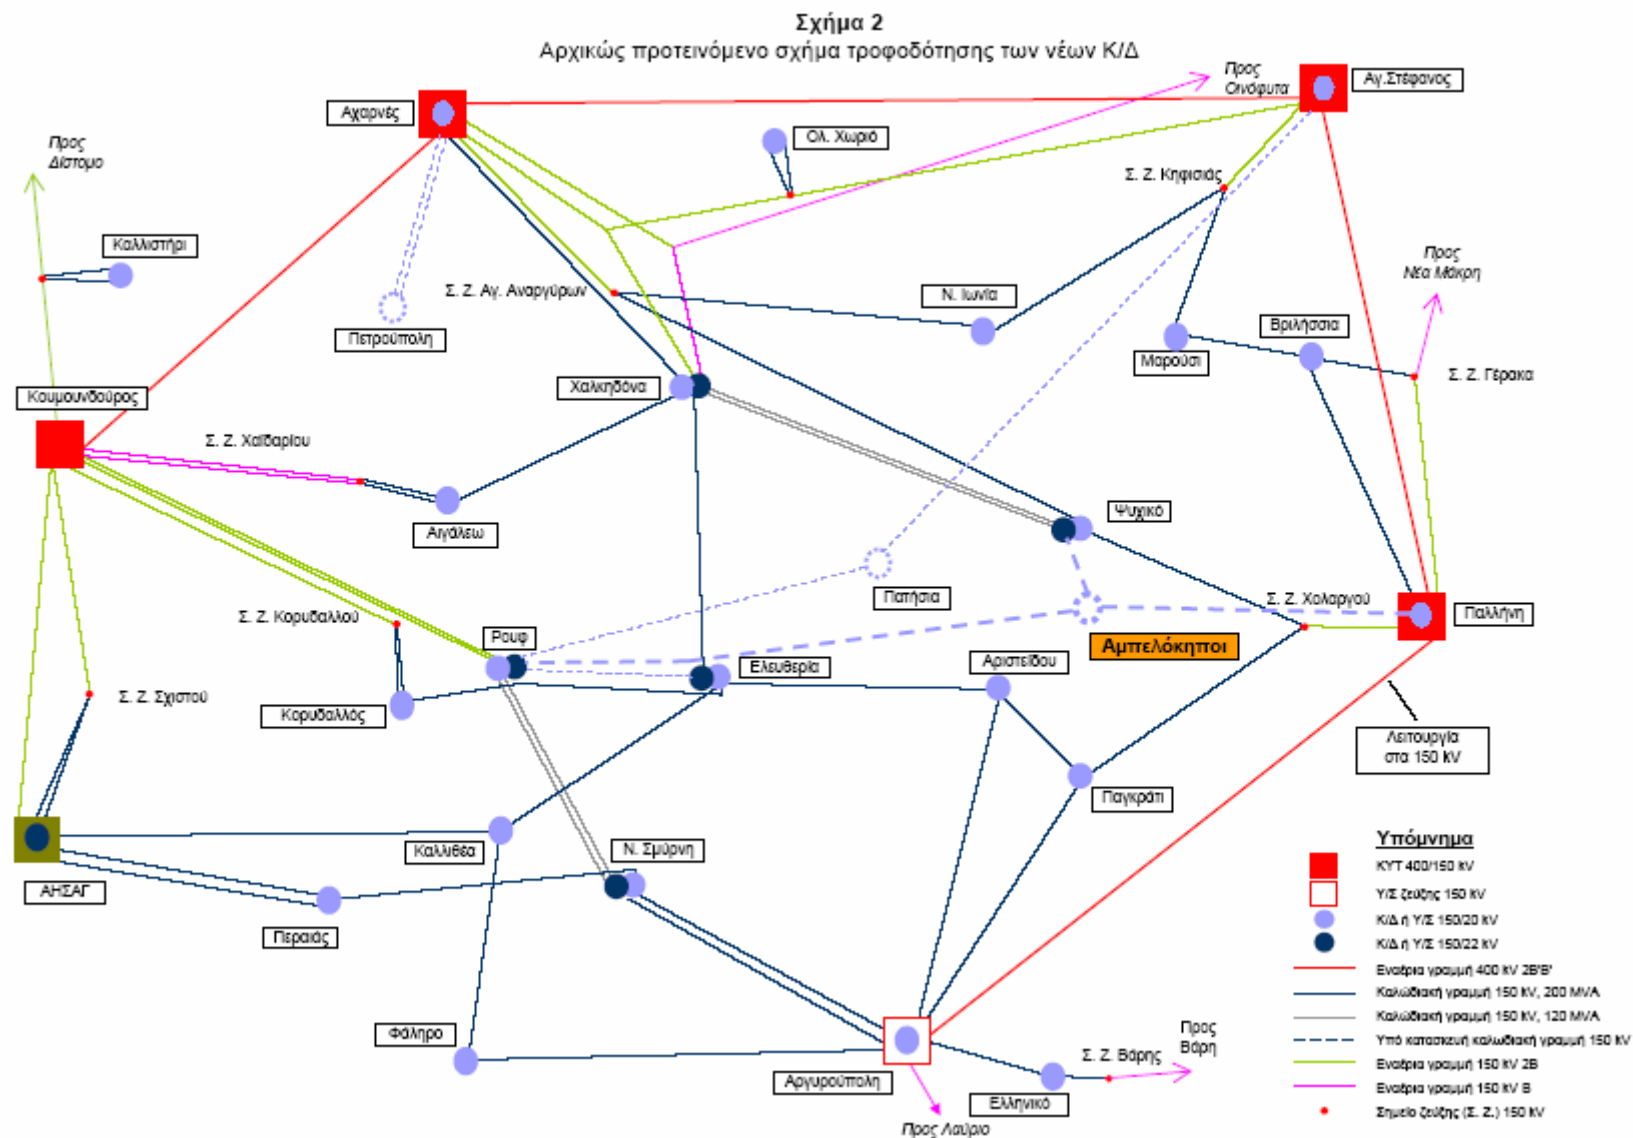 Σχήμα 2
Αρχικώς προτεινόμενο σχήμα τροφοδότησης των νέων Κ/Δ
Προς
Οινόφυτα
Αγ.Στέφανος
Αχαρνές
Ολ. Χωριό
Προς
Δίστομο
Σ. Ζ. Κηφισιάς
Καλλιστήρι
Προς
Νέα Μάκρη
Σ. Ζ. Αγ. Αναργύρων
Ν. Ιωνία
Βριλήσσια
Πετρούπολη
Μαρούσι
Σ. Ζ. Γέρακα
Χαλκηδόνα
Κουμουνδούρος
Σ. Ζ. Χαϊδαρίου
Αιγάλεω
Ψυχικό
Πατήσια
Σ. Ζ. Χολαργού
Σ. Ζ. Κορυδαλλού
Παλλήνη
Ρουφ
Αμπελόκηποι
Ελευθερία
Αριστείδου
Σ. Ζ. Σχιστού
Κορυδαλλός
Λειτουργία
στα 150 kV
Παγκράτι
Υπόμνημα
Καλλιθέα
Ν. Σμύρνη
ΚΥΤ 400/150 kV
ΑΗΣΑΓ
Υ/Σ ζεύξης 150 kV
Περαιάς
Κ/Δ ή Υ/Σ 150/20 kV
Κ/Δ ή Υ/Σ 150/22 kV
Εναέρια γραμμή 400 kV 2Β'Β'
Καλωδιακή γραμμή 150 kV, 200 MVA
Καλωδιακή γραμμή 150 kV, 120 MVA
Φάληρο
Προς
Βάρη
Υπό κατασκευή καλωδιακή γραμμή 150 kV
Σ. Ζ. Βάρης
Εναέρια γραμμή 150 kV 2Β
Αργυρούπολη
Εναέρια γραμμή 150 kV Β
Ελληνικό
Σημείο ζεύξης (Σ. Ζ.) 150 kV
Προς Λαύριο